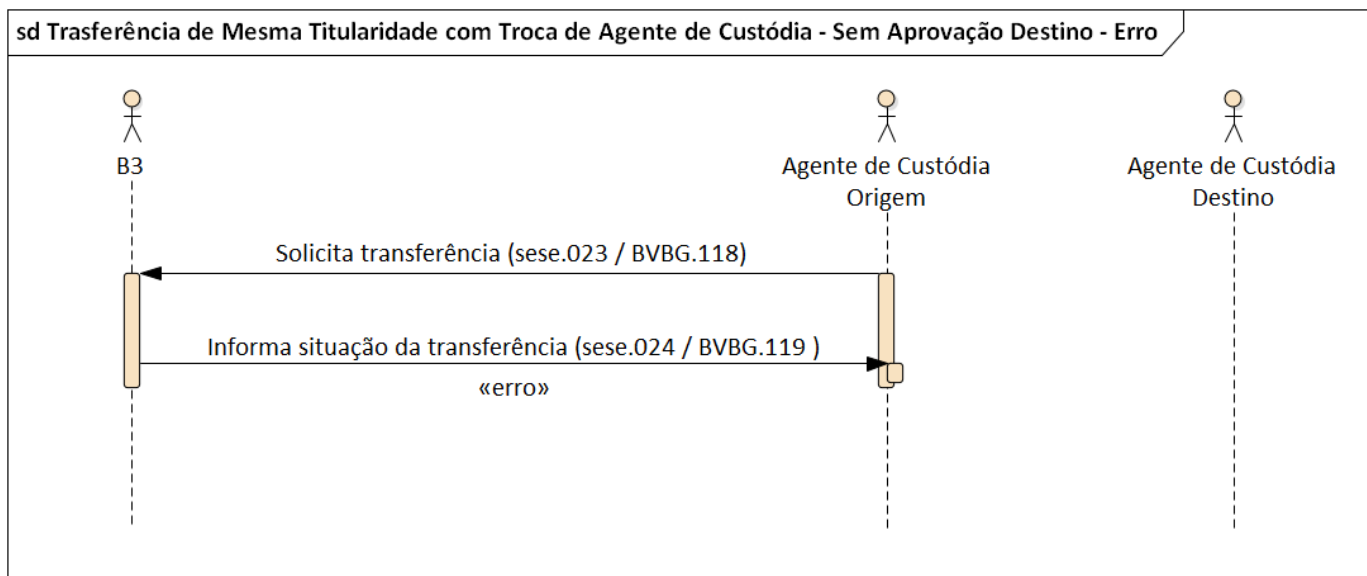 sd Trasferência de Mesma Titularidade com Troca de Agente de Custódia - Sem Aprovação Destino - Erro
B3
Agente de Custódia
Origem
Agente de Custódia
Destino
Solicita transferência (sese.023 / BVBG.118)
Informa situação da transferência (sese.024 / BVBG.119 )
«erro»